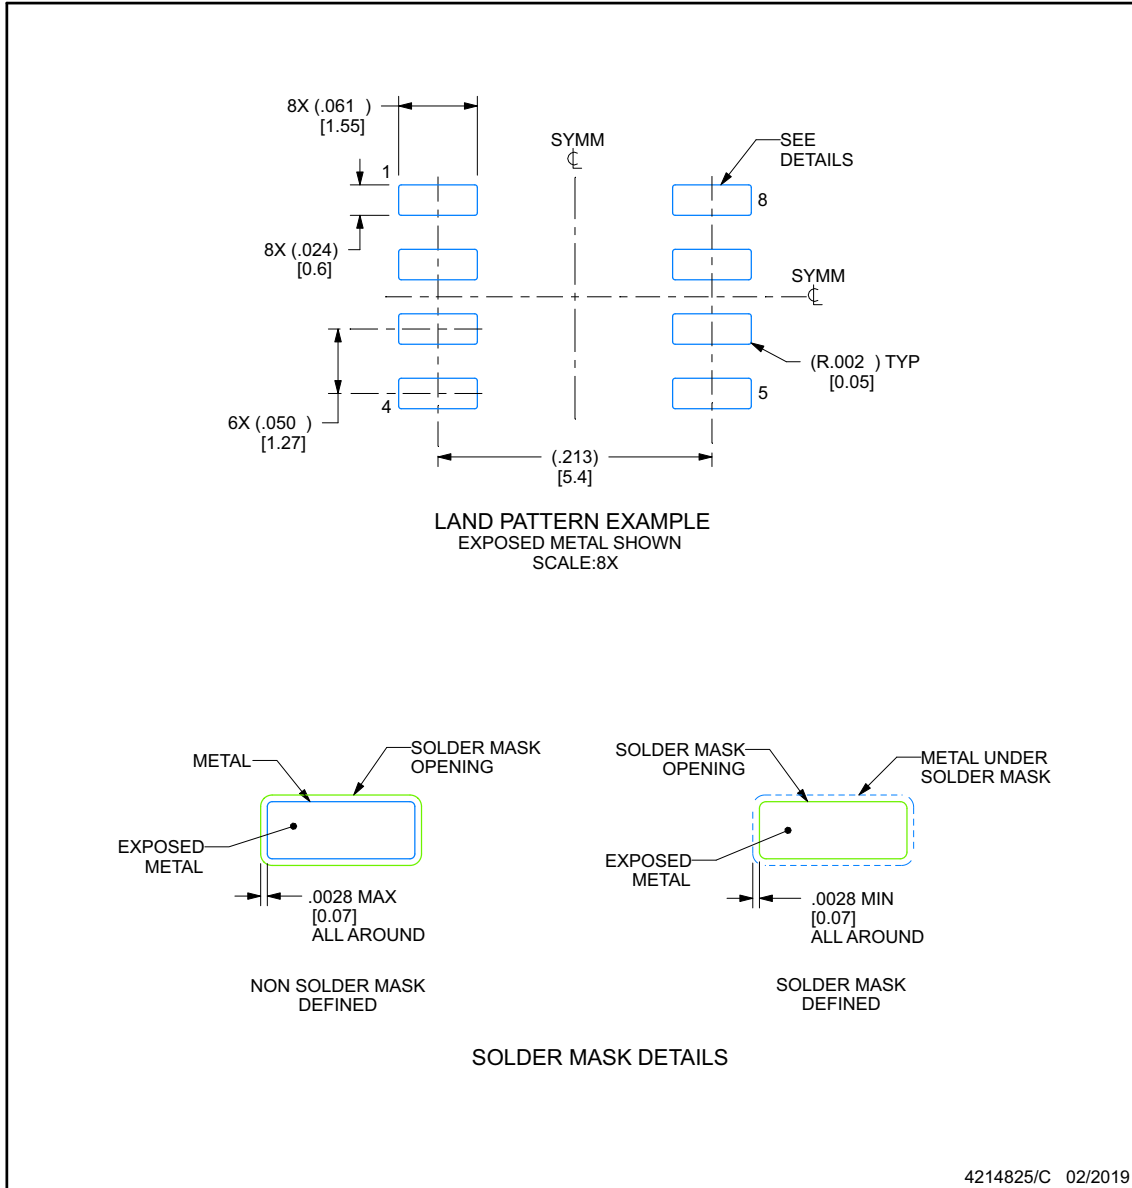 8X (.061 )
[1.55]
SYMM
℄
SEE
DETAILS
1
8
8X (.024)
[0.6]
SYMM
℄
(R.002 ) TYP
[0.05]
4
5
6X (.050 )
[1.27]
(.213)
[5.4]
LAND PATTERN EXAMPLE
EXPOSED METAL SHOWN
SCALE:8X
METAL
SOLDER MASK
OPENING
EXPOSED
METAL
.0028 MAX
[0.07]
ALL AROUND
NON SOLDER MASK
DEFINED
SOLDER MASK
OPENING
METAL UNDER
SOLDER MASK
EXPOSED
METAL
.0028 MIN
[0.07]
ALL AROUND
SOLDER MASK
DEFINED
SOLDER MASK DETAILS
4214825/C 02/2019